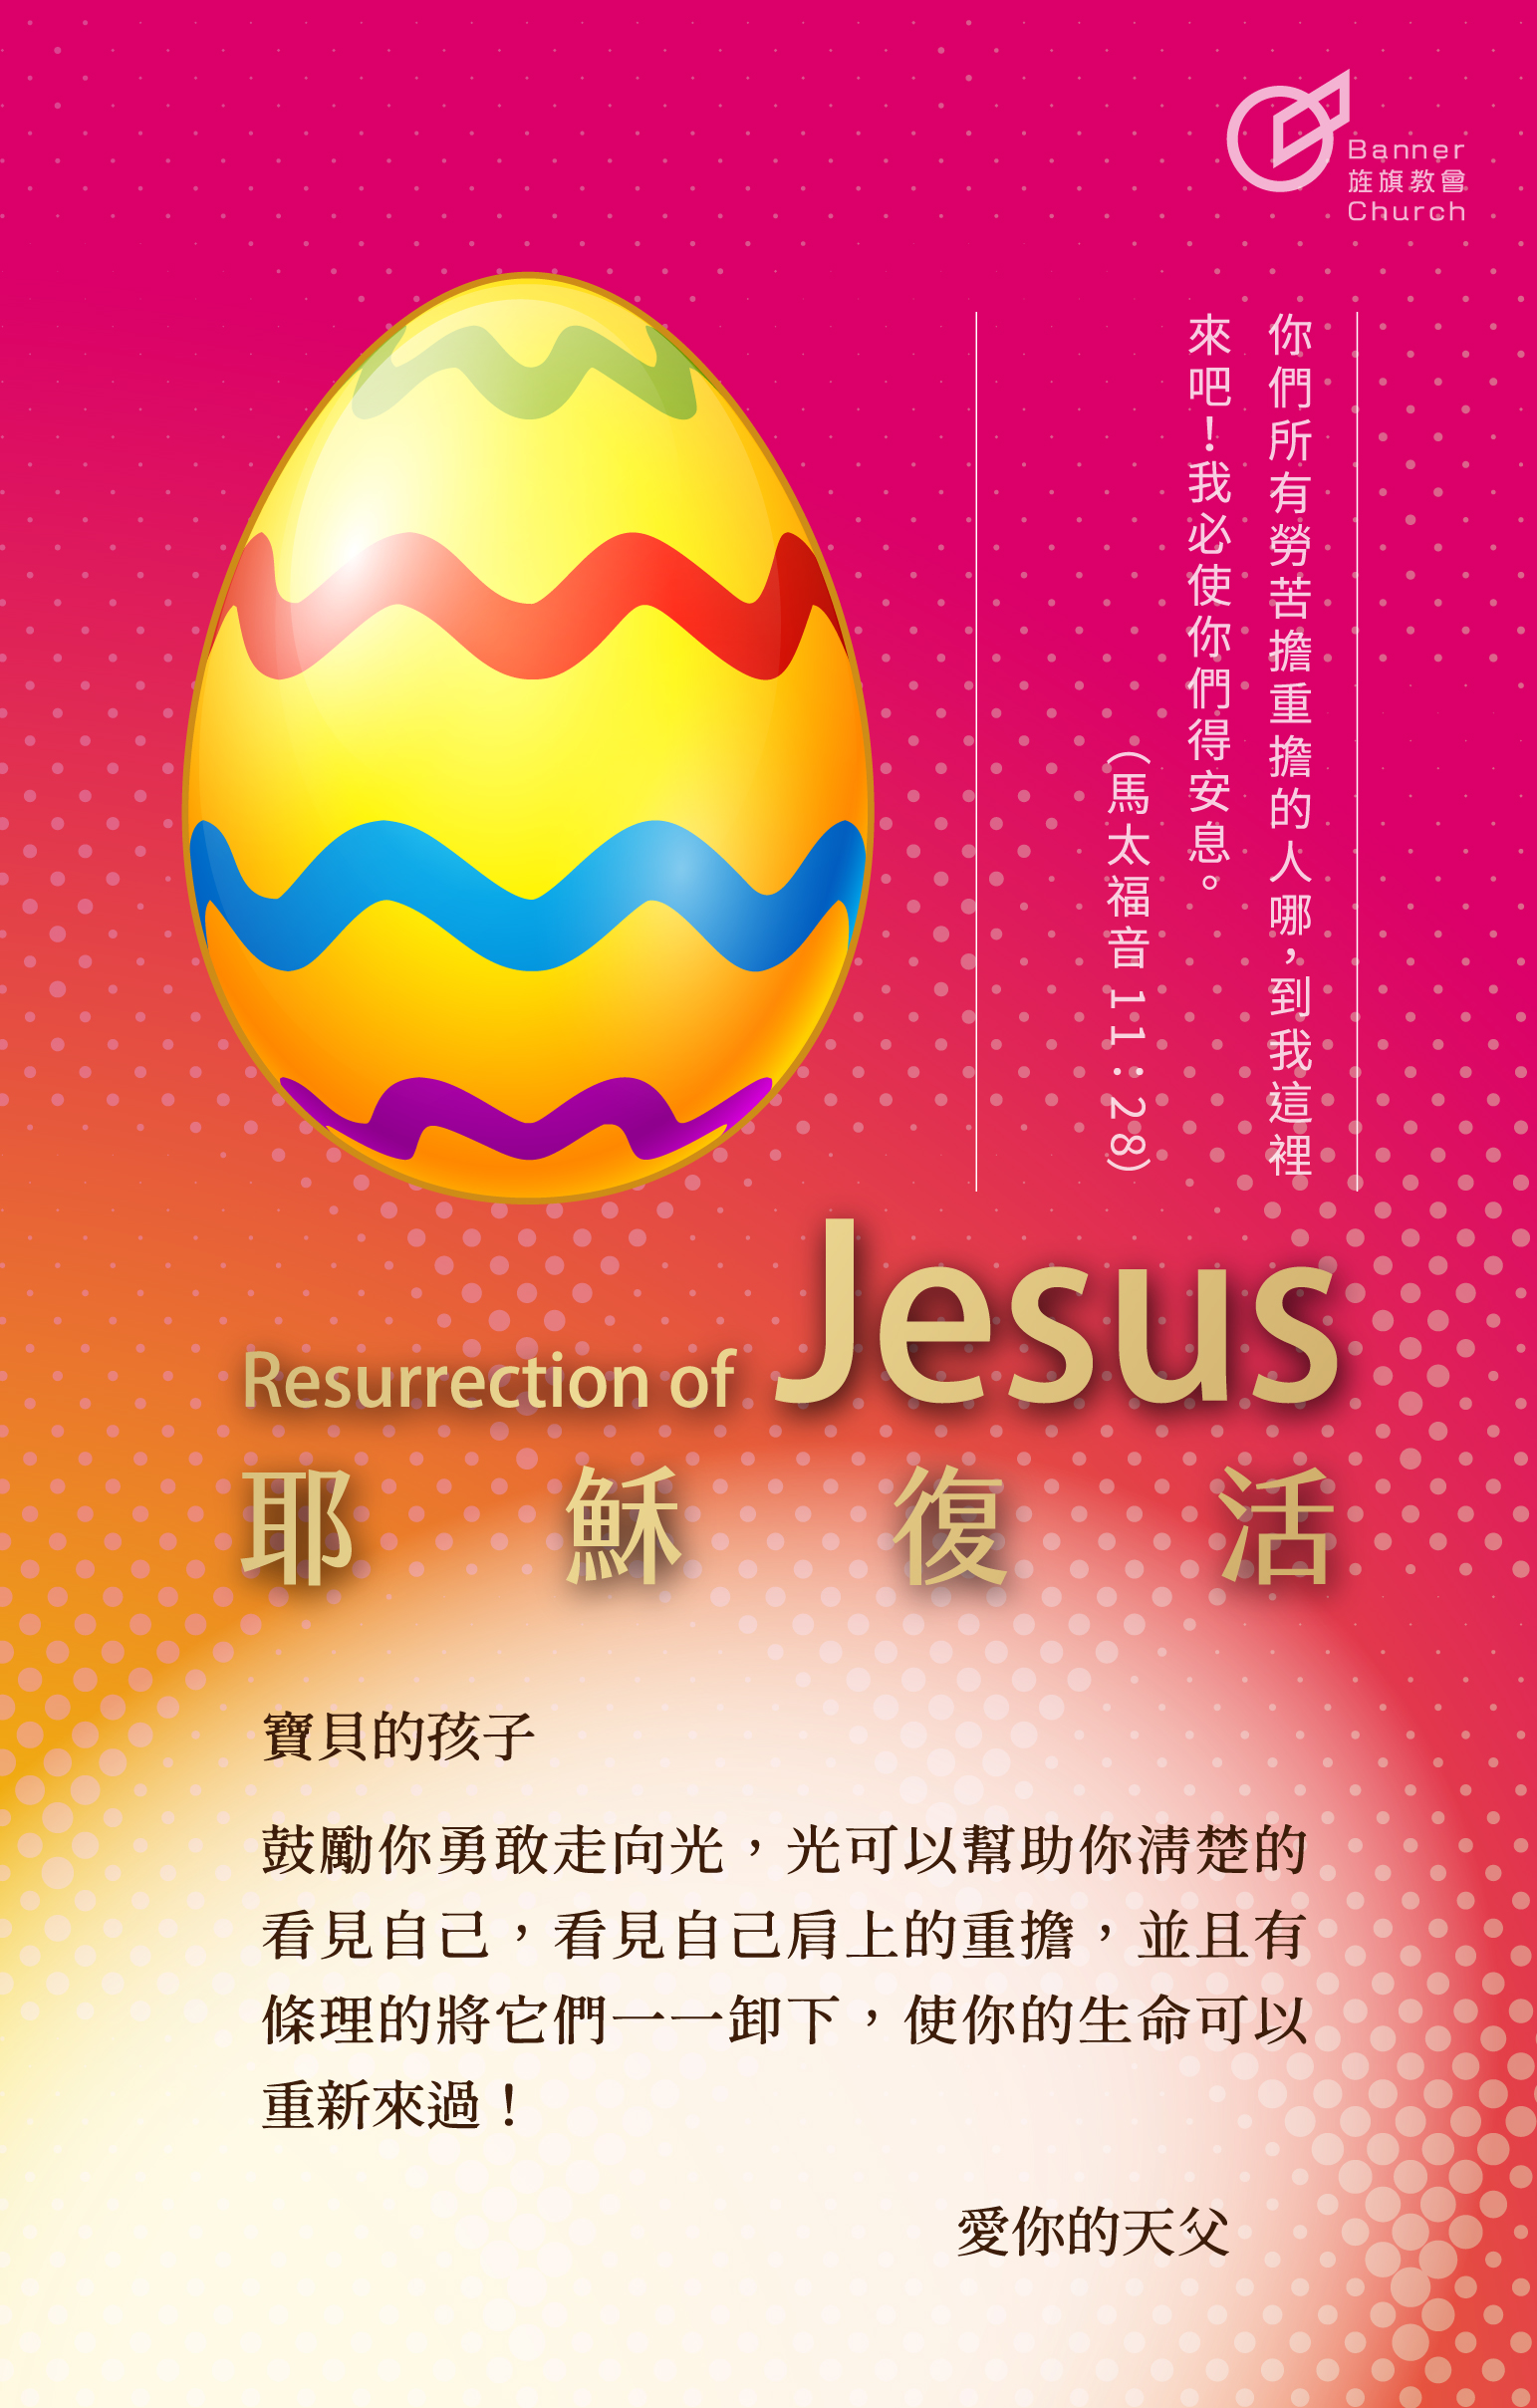 Banner
旌旗教會
Church
你們所有勞苦擔重擔的人哪，到我這裡
來吧！我必使你們得安息。
（馬太福音 11：28）
Resurrection of Jesus
耶穌復活
寶貝的孩子
鼓勵你勇敢走向光，光可以幫助你清楚的
看見自己，看見自己肩上的重擔，並且有
條理的將它們一一卸下，使你的生命可以
重新來過！
愛你的天父